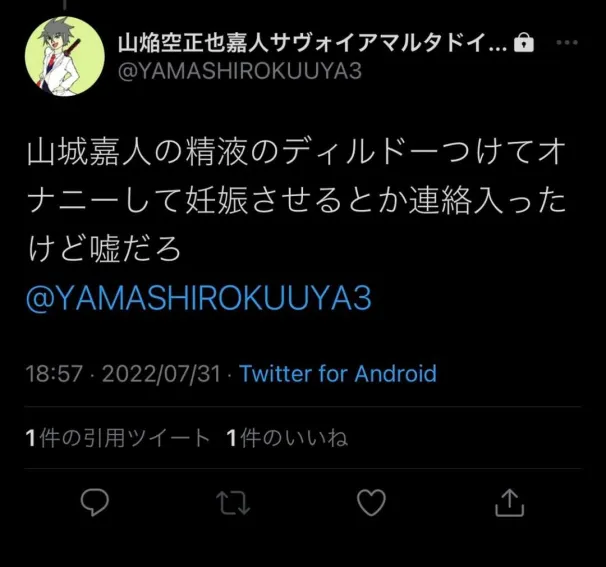 山焔空正也嘉人サヴォイアマルタドイ...
@YAMASHIROKUUYA3
山城嘉人の精液のディルドーつけてオ
ナニーして妊娠させるとか連絡入った
けど嘘だろ
@YAMASHIROKUUYA3
18:57 · 2022/07/31 · Twitter for Android
1件の引用ツイート 1件のいいね